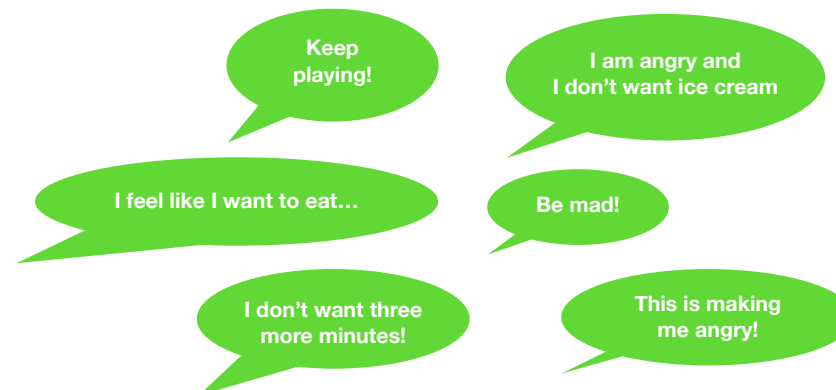 Keep
playing!
I am angry and
I don’t want ice cream
I feel like I want to eat…
Be mad!
I don’t want three
more minutes!
This is making
me angry!